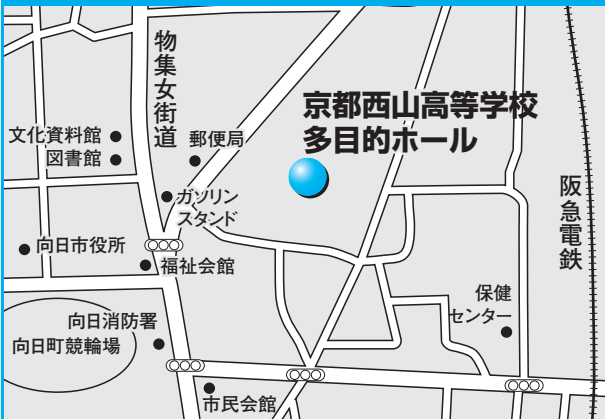 物集女街道
京都西山高等学校
多目的ホール
文化資料館
図書館
郵便局
ガソリン
スタンド
阪急電鉄
向日市役所
福祉会館
保健
センター
向日消防署
向日町競輪場
市民会館